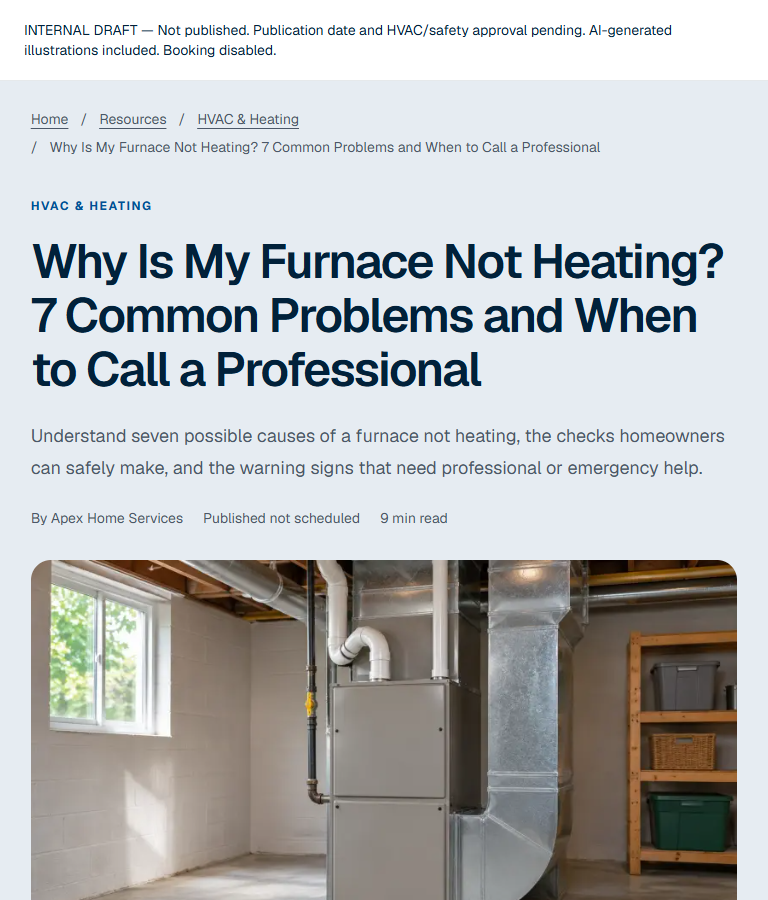 INTERNAL DRAFT — Not published. Publication date and HVAC/safety approval pending. AI-generated
illustrations included. Booking disabled.
Home / Resources / HVAC & Heating
/ Why Is My Furnace Not Heating? 7 Common Problems and When to Call a Professional
HVAC & HEATING
Why Is My Furnace Not Heating?
7 Common Problems and When
to Call a Professional
Understand seven possible causes of a furnace not heating, the checks homeowners
can safely make, and the warning signs that need professional or emergency help.
By Apex Home Services Published not scheduled 9 min read